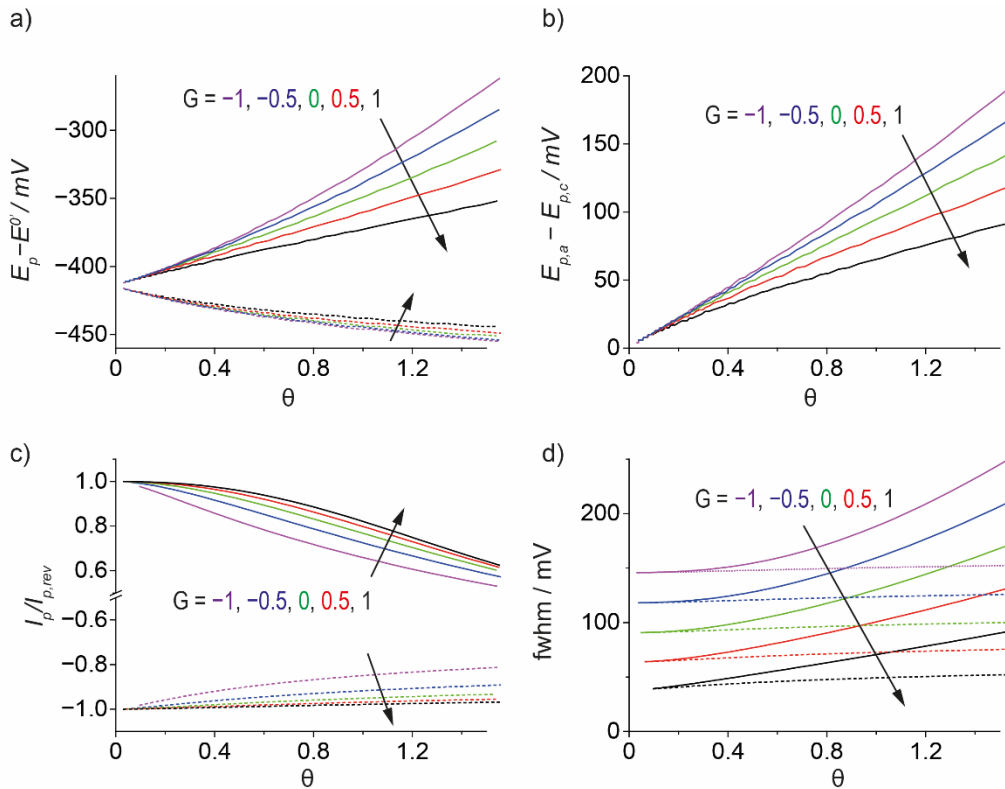 a)
E_p − E^0' / mV
−300
−350
−400
−450
G = −1, −0.5, 0, 0.5, 1
0
0.4
0.8
1.2
θ
b)
E_p,a − E_p,c / mV
200
150
100
50
0
G = −1, −0.5, 0, 0.5, 1
0
0.4
0.8
1.2
θ
c)
I_p/I_p,rev
1.0
0.8
0.6
−0.6
−0.8
−1.0
G = −1, −0.5, 0, 0.5, 1
0
0.4
0.8
1.2
θ
d)
fwhm / mV
200
100
0
G = −1, −0.5, 0, 0.5, 1
0
0.4
0.8
1.2
θ